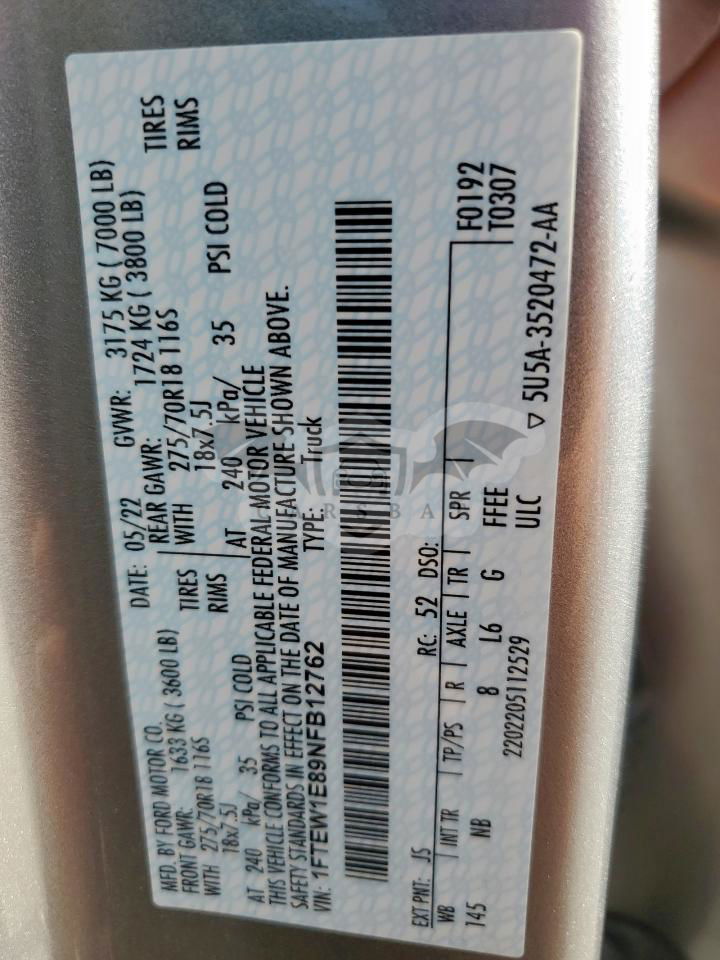 MFD. BY FORD MOTOR CO. DATE: 05/22 GVWR: 3175 KG ( 7000 LB)
FRONT GAWR: 1633 KG ( 3600 LB) REAR GAWR: 1724 KG ( 3800 LB)
WITH 275/70R18 116S TIRES WITH 275/70R18 116S TIRES
18x7.5J RIMS 18x7.5J RIMS
AT 240 kPa/ 35 PSI COLD AT 240 kPa/ 35 PSI COLD
THIS VEHICLE CONFORMS TO ALL APPLICABLE FEDERAL MOTOR VEHICLE
SAFETY STANDARDS IN EFFECT ON THE DATE OF MANUFACTURE SHOWN ABOVE.
VIN: 1FTEW1E89NFB12762 TYPE: Truck
EXT PNT: JS RC: 52 DSO: F0192
WB INT TR TP/PS R AXLE TR SPR T0307
145 NB 8 L6 G FFEE
2202205112529 ULC ▽ 5U5A-3520472-AA
CARSBA